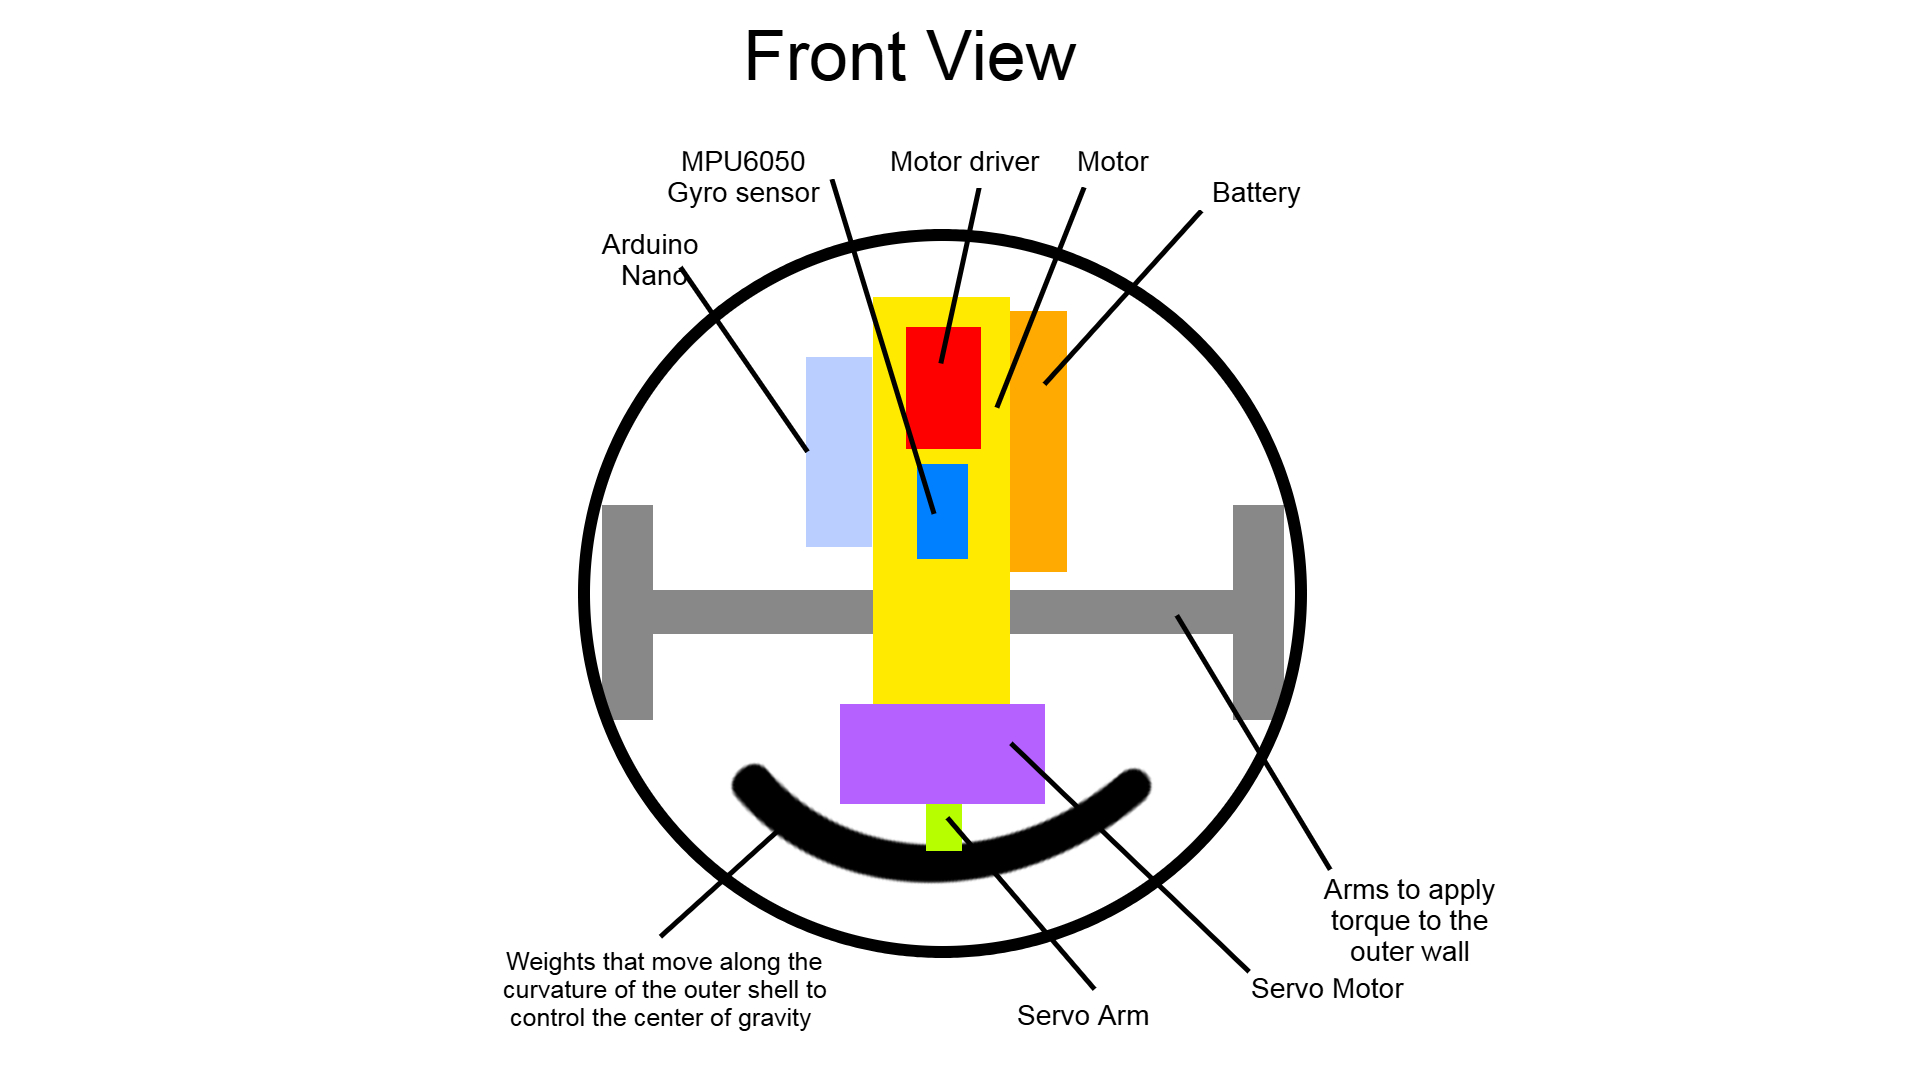 Front View
MPU6050
Gyro sensor
Motor driver
Motor
Battery
Arduino
Nano
Arms to apply
torque to the
outer wall
Servo Motor
Servo Arm
Weights that move along the
curvature of the outer shell to
control the center of gravity